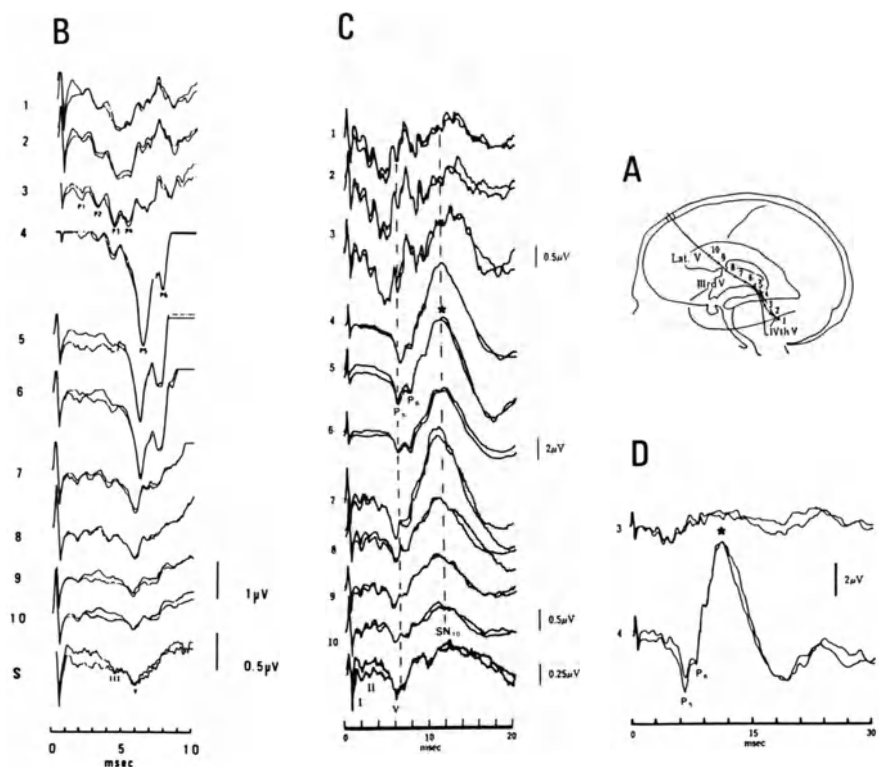 B
1
2
3
P1 P2 P3 P4
4
P5 P6
5
6
7
8
9
10
S
III V
1μV
0.5μV
0 5 10
msec
C
1
2
3
0.5μV
4
*
5
P5 P6
6
2μV
7
8
9
SN10
0.5μV
10
0.25μV
I II V
0 10 20
msec
A
10 9 8 7 6 5 4 3 2 1
Lat. V
IIIrd V
IVth V
D
3
*
2μV
4
P5 P6
0 15 30
msec